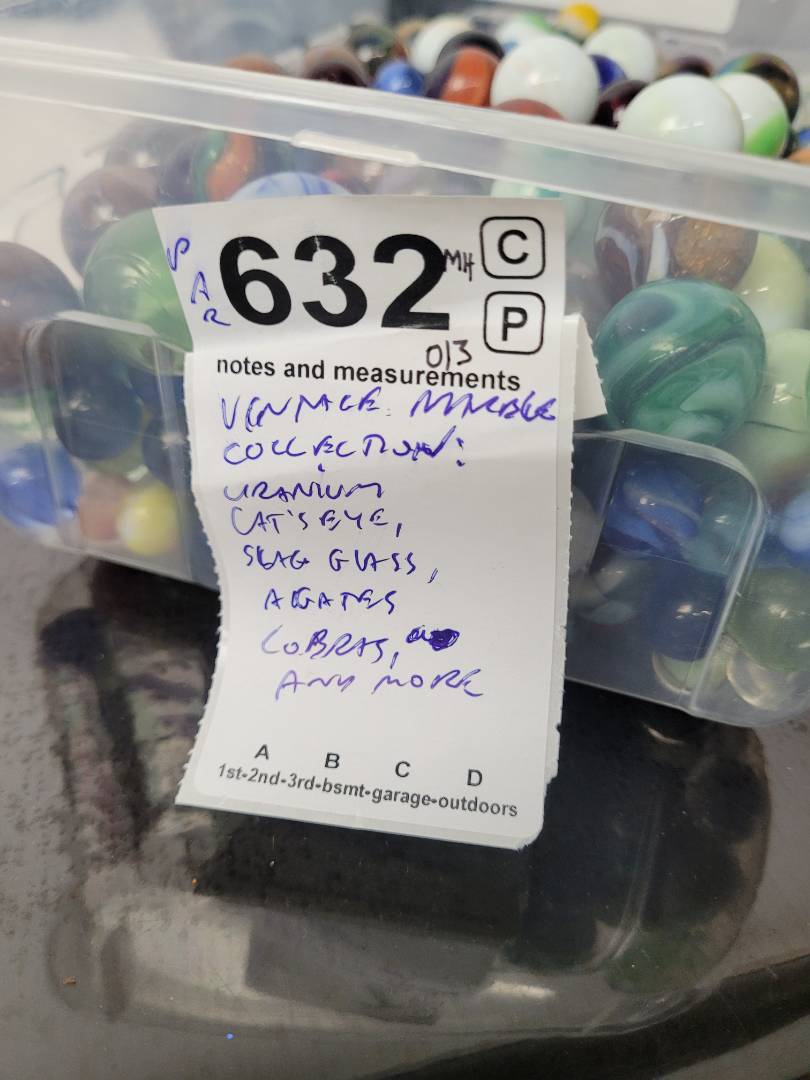 SAR
632
MH
C
P
013
notes and measurements
VINTAGE MARBLE
COLLECTION:
URANIUM
CAT'S EYE,
SLAG GLASS,
AGATES
COBRAS,
AND MORE
A B C D
1st-2nd-3rd-bsmt-garage-outdoors